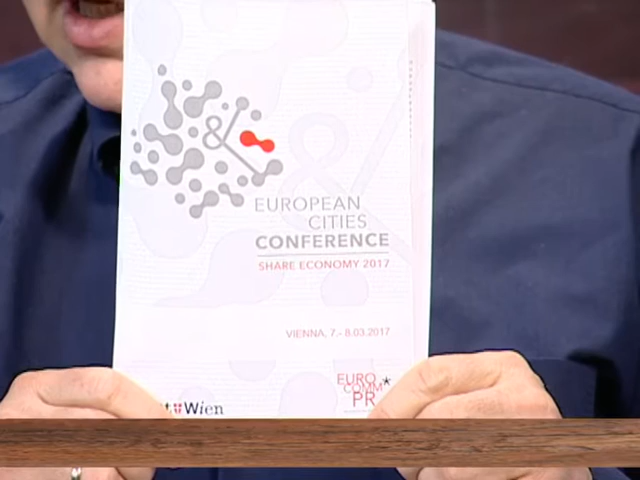 &
EUROPEAN
CITIES
CONFERENCE
SHARE ECONOMY 2017
VIENNA, 7.- 8.03.2017
EURO
COMM*
PR
t Wien